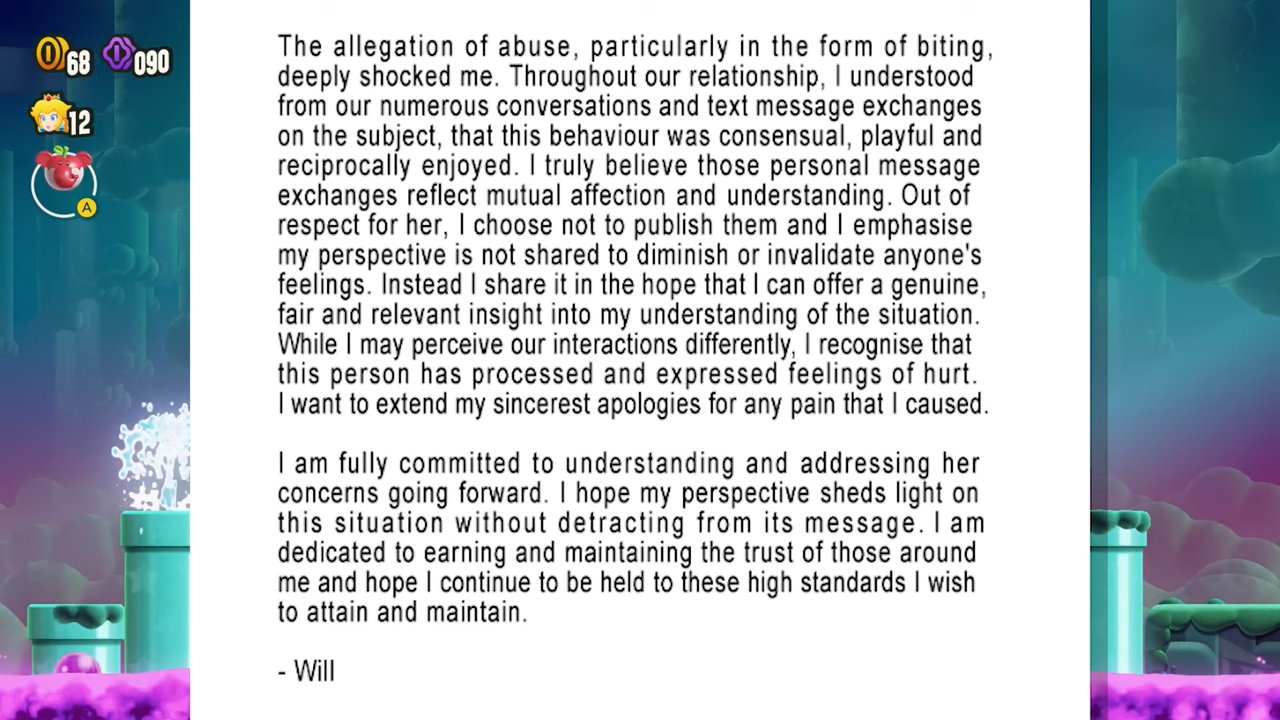 68 090
12
A
The allegation of abuse, particularly in the form of biting,
deeply shocked me. Throughout our relationship, I understood
from our numerous conversations and text message exchanges
on the subject, that this behaviour was consensual, playful and
reciprocally enjoyed. I truly believe those personal message
exchanges reflect mutual affection and understanding. Out of
respect for her, I choose not to publish them and I emphasise
my perspective is not shared to diminish or invalidate anyone's
feelings. Instead I share it in the hope that I can offer a genuine,
fair and relevant insight into my understanding of the situation.
While I may perceive our interactions differently, I recognise that
this person has processed and expressed feelings of hurt.
I want to extend my sincerest apologies for any pain that I caused.
I am fully committed to understanding and addressing her
concerns going forward. I hope my perspective sheds light on
this situation without detracting from its message. I am
dedicated to earning and maintaining the trust of those around
me and hope I continue to be held to these high standards I wish
to attain and maintain.
- Will